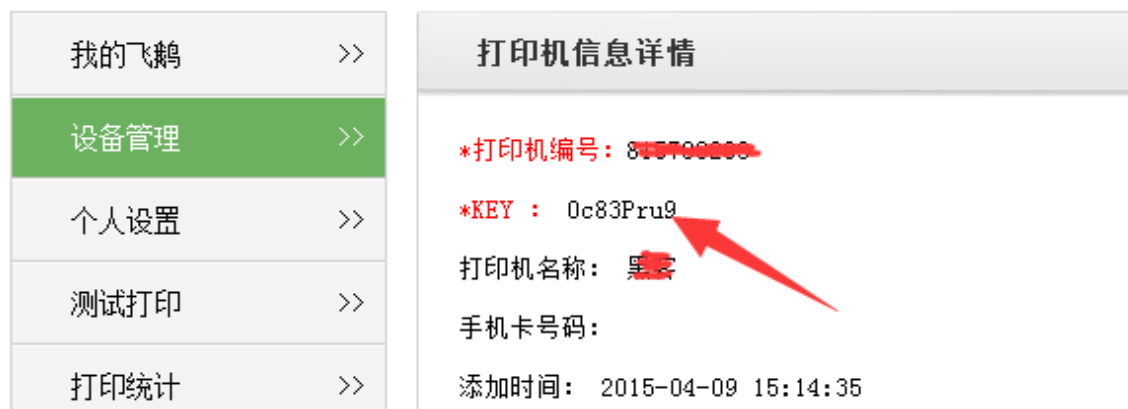 我的飞鹅 >>
设备管理 >>
个人设置 >>
测试打印 >>
打印统计 >>
打印机信息详情
*打印机编号:
*KEY : 0c83Pru9
打印机名称:
手机卡号码:
添加时间: 2015-04-09 15:14:35